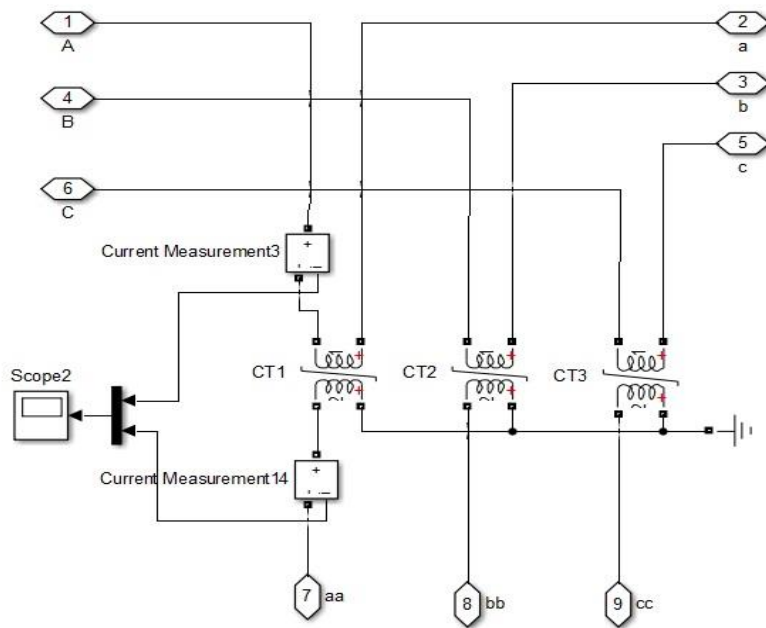 1
A
2
a
4
B
3
b
5
c
6
C
Current Measurement3
+
-
Scope2
CT1
CT2
CT3
+
+
+
+
+
+
Current Measurement14
+
7
aa
8
bb
9
cc